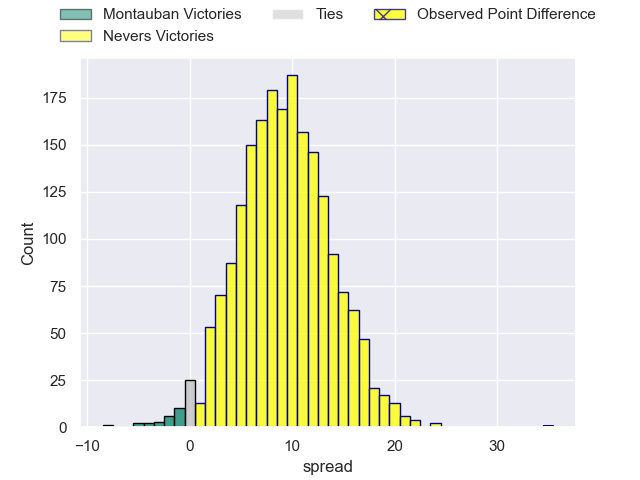 Montauban Victories
Nevers Victories
Ties
Observed Point Difference
Count
175
150
125
100
75
50
25
0
−10
0
10
20
30
spread